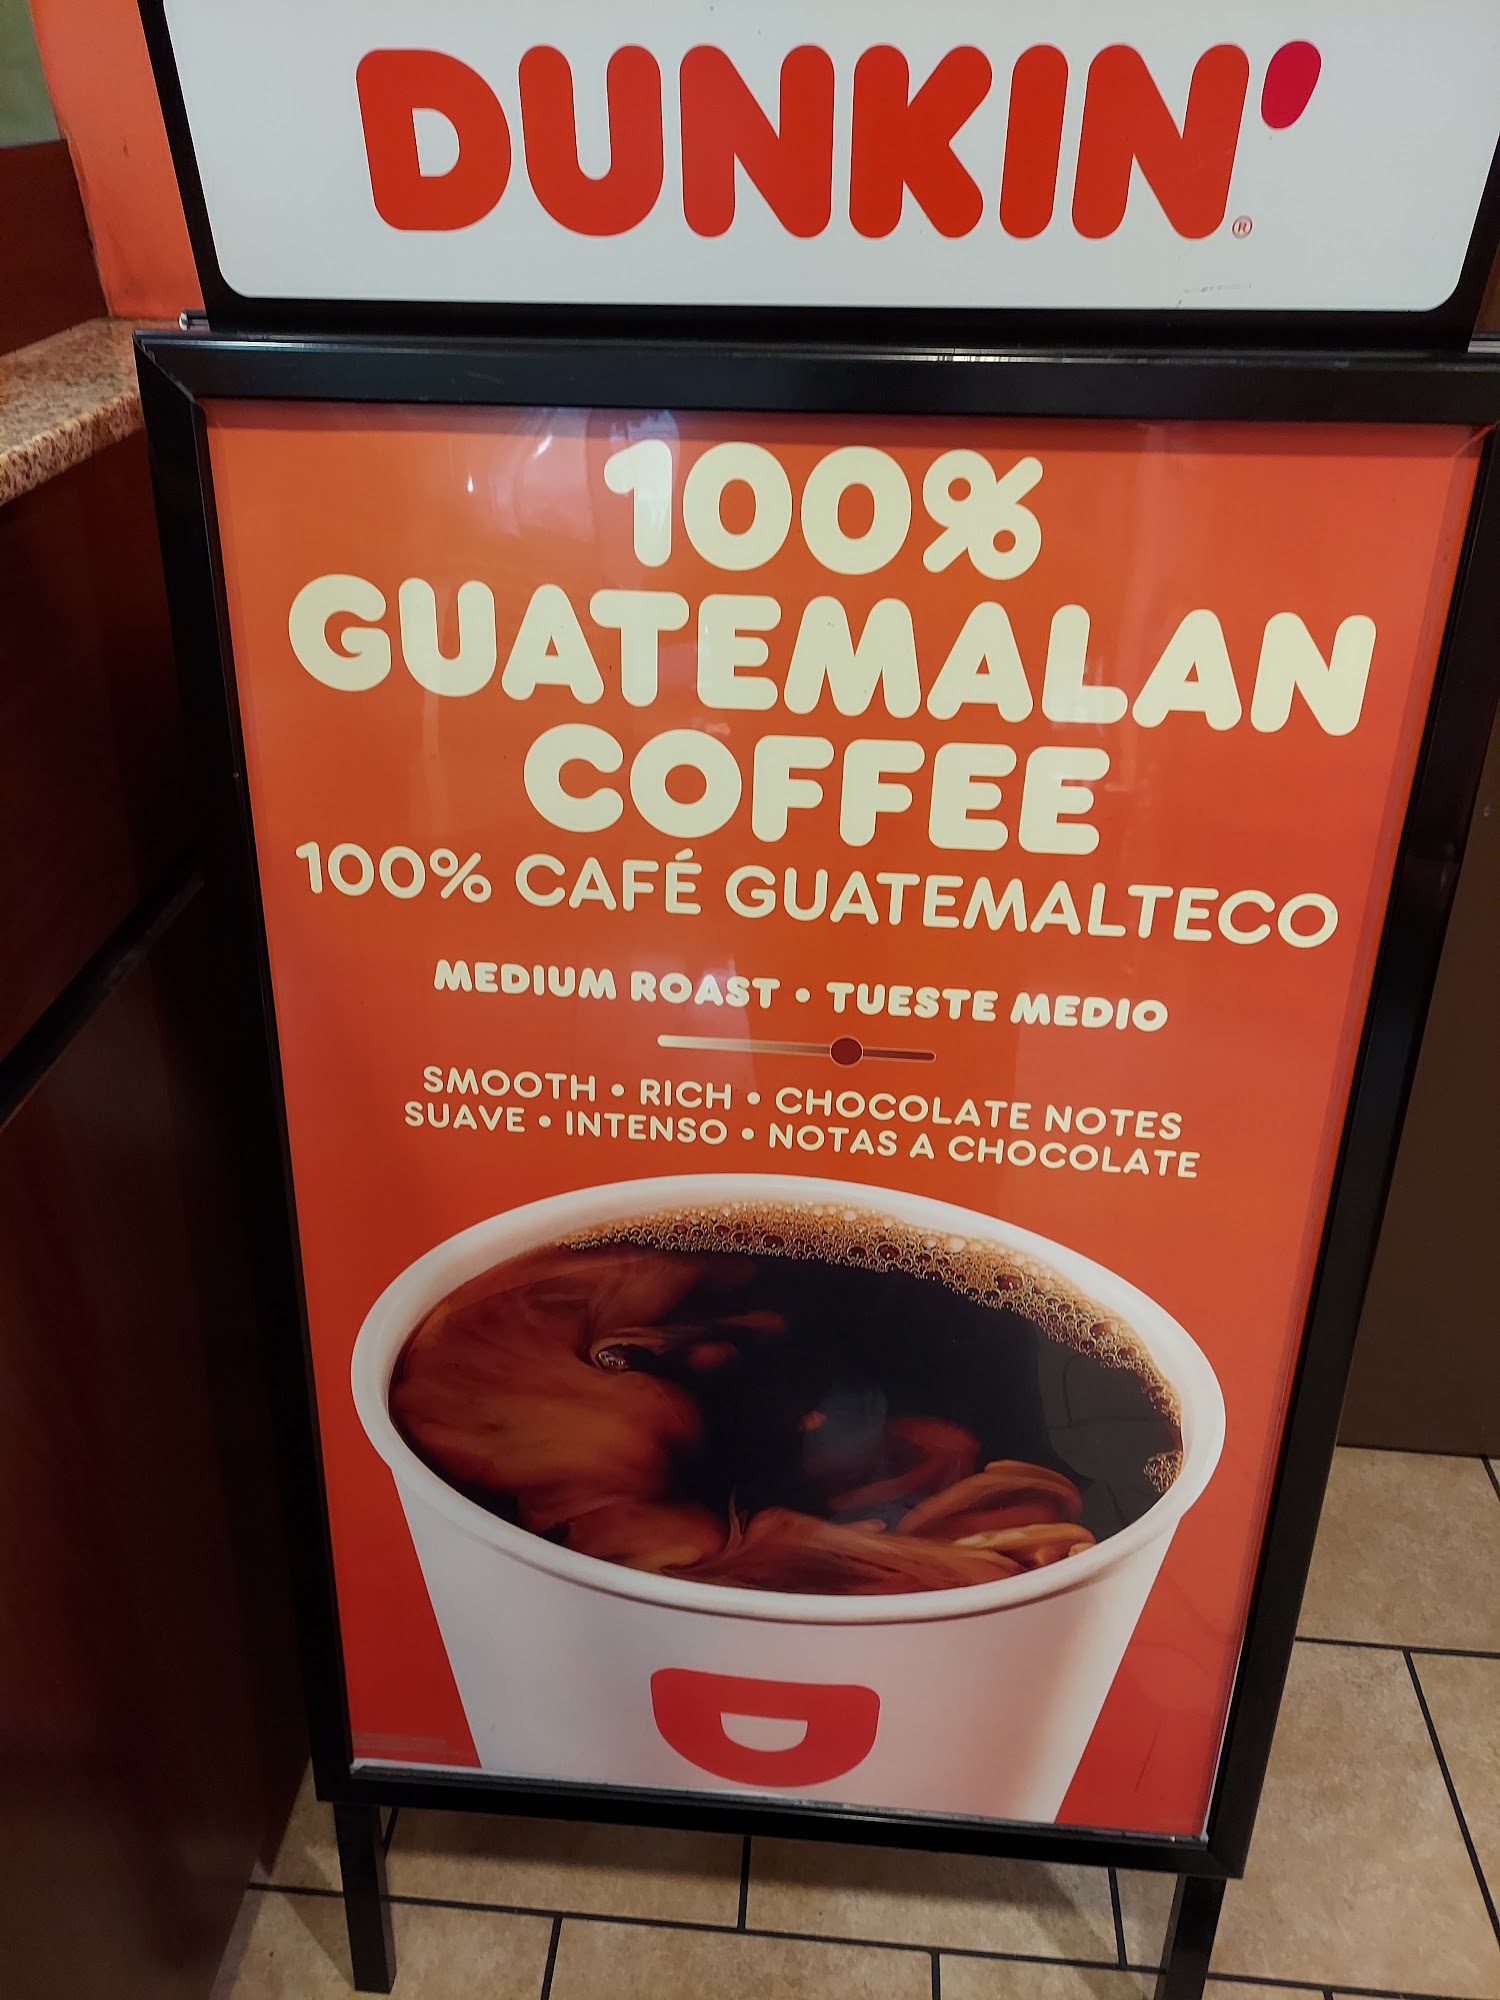 DUNKIN'®
100%
GUATEMALAN
COFFEE
100% CAFÉ GUATEMALTECO
MEDIUM ROAST • TUESTE MEDIO
SMOOTH • RICH • CHOCOLATE NOTES
SUAVE • INTENSO • NOTAS A CHOCOLATE
D